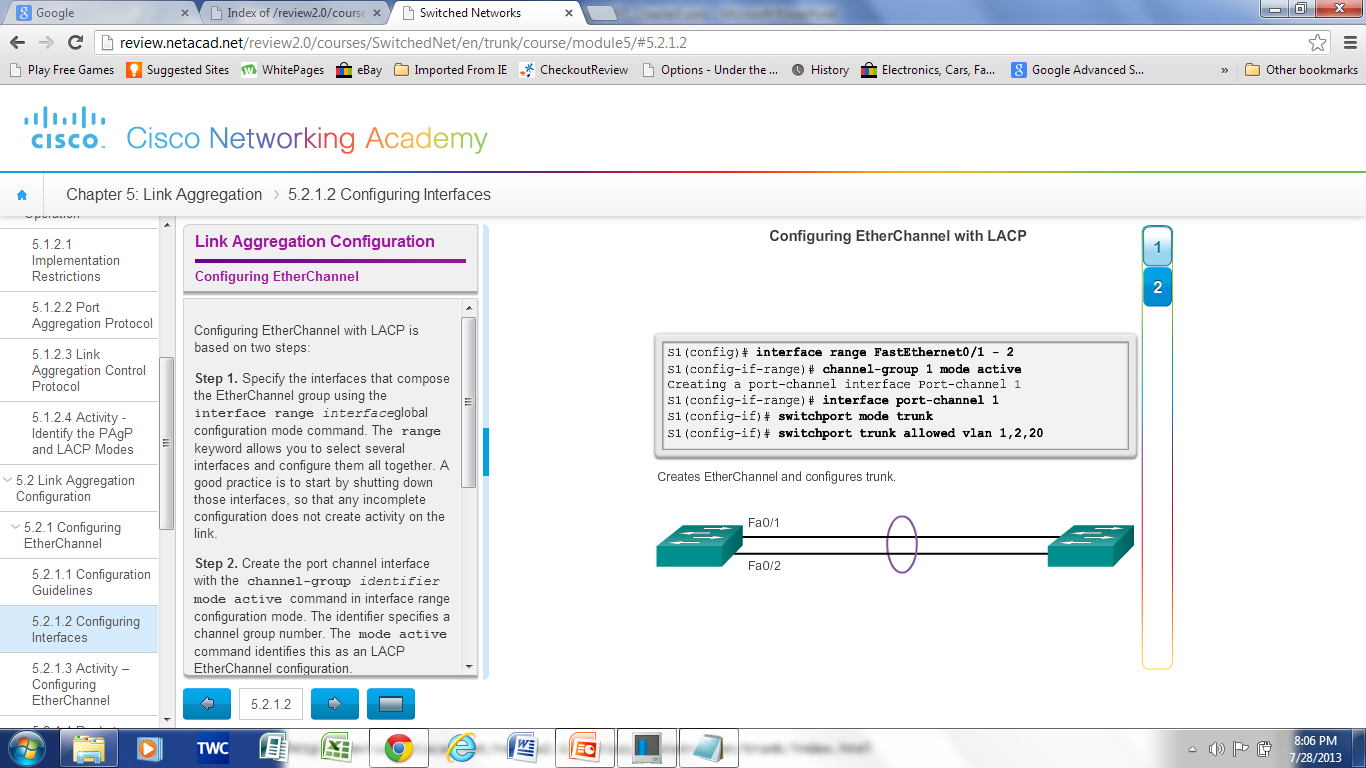 Google
Index of /review2.0/course
Switched Networks
review.netacad.net/review2.0/courses/SwitchedNet/en/trunk/course/module5/#5.2.1.2
Play Free Games
Suggested Sites
WhitePages
eBay
Imported From IE
CheckoutReview
Options - Under the ...
History
Electronics, Cars, Fa...
Google Advanced S...
»
Other bookmarks
CISCO.
Cisco Networking Academy
Chapter 5: Link Aggregation
5.2.1.2 Configuring Interfaces
Operation
5.1.2.1
Implementation
Restrictions
5.1.2.2 Port
Aggregation Protocol
5.1.2.3 Link
Aggregation Control
Protocol
5.1.2.4 Activity -
Identify the PAgP
and LACP Modes
5.2 Link Aggregation
Configuration
5.2.1 Configuring
EtherChannel
5.2.1.1 Configuration
Guidelines
5.2.1.2 Configuring
Interfaces
5.2.1.3 Activity –
Configuring
EtherChannel
Link Aggregation Configuration
Configuring EtherChannel
Configuring EtherChannel with LACP is
based on two steps:
Step 1. Specify the interfaces that compose
the EtherChannel group using the
interface range interfaceglobal
configuration mode command. The range
keyword allows you to select several
interfaces and configure them all together. A
good practice is to start by shutting down
those interfaces, so that any incomplete
configuration does not create activity on the
link.
Step 2. Create the port channel interface
with the channel-group identifier
mode active command in interface range
configuration mode. The identifier specifies a
channel group number. The mode active
command identifies this as an LACP
EtherChannel configuration.
5.2.1.2
Configuring EtherChannel with LACP
1
2
S1(config)# interface range FastEthernet0/1 - 2
S1(config-if-range)# channel-group 1 mode active
Creating a port-channel interface Port-channel 1
S1(config-if-range)# interface port-channel 1
S1(config-if)# switchport mode trunk
S1(config-if)# switchport trunk allowed vlan 1,2,20
Creates EtherChannel and configures trunk.
Fa0/1
Fa0/2
TWC
8:06 PM
7/28/2013